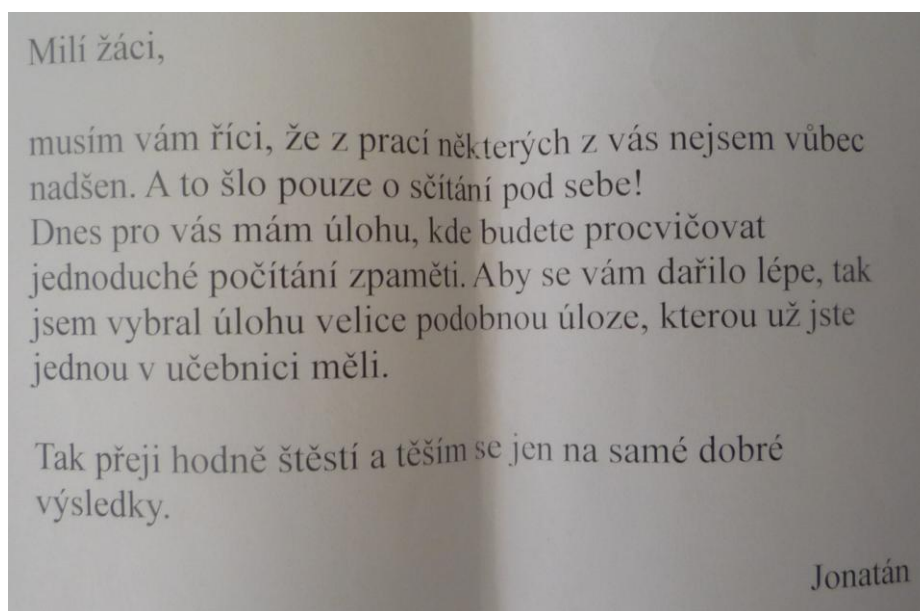 Milí žáci,
musím vám říci, že z prací některých z vás nejsem vůbec
nadšen. A to šlo pouze o sčítání pod sebe!
Dnes pro vás mám úlohu, kde budete procvičovat
jednoduché počítání zpaměti. Aby se vám dařilo lépe, tak
jsem vybral úlohu velice podobnou úloze, kterou už jste
jednou v učebnici měli.
Tak přeji hodně štěstí a těším se jen na samé dobré
výsledky.
Jonatán